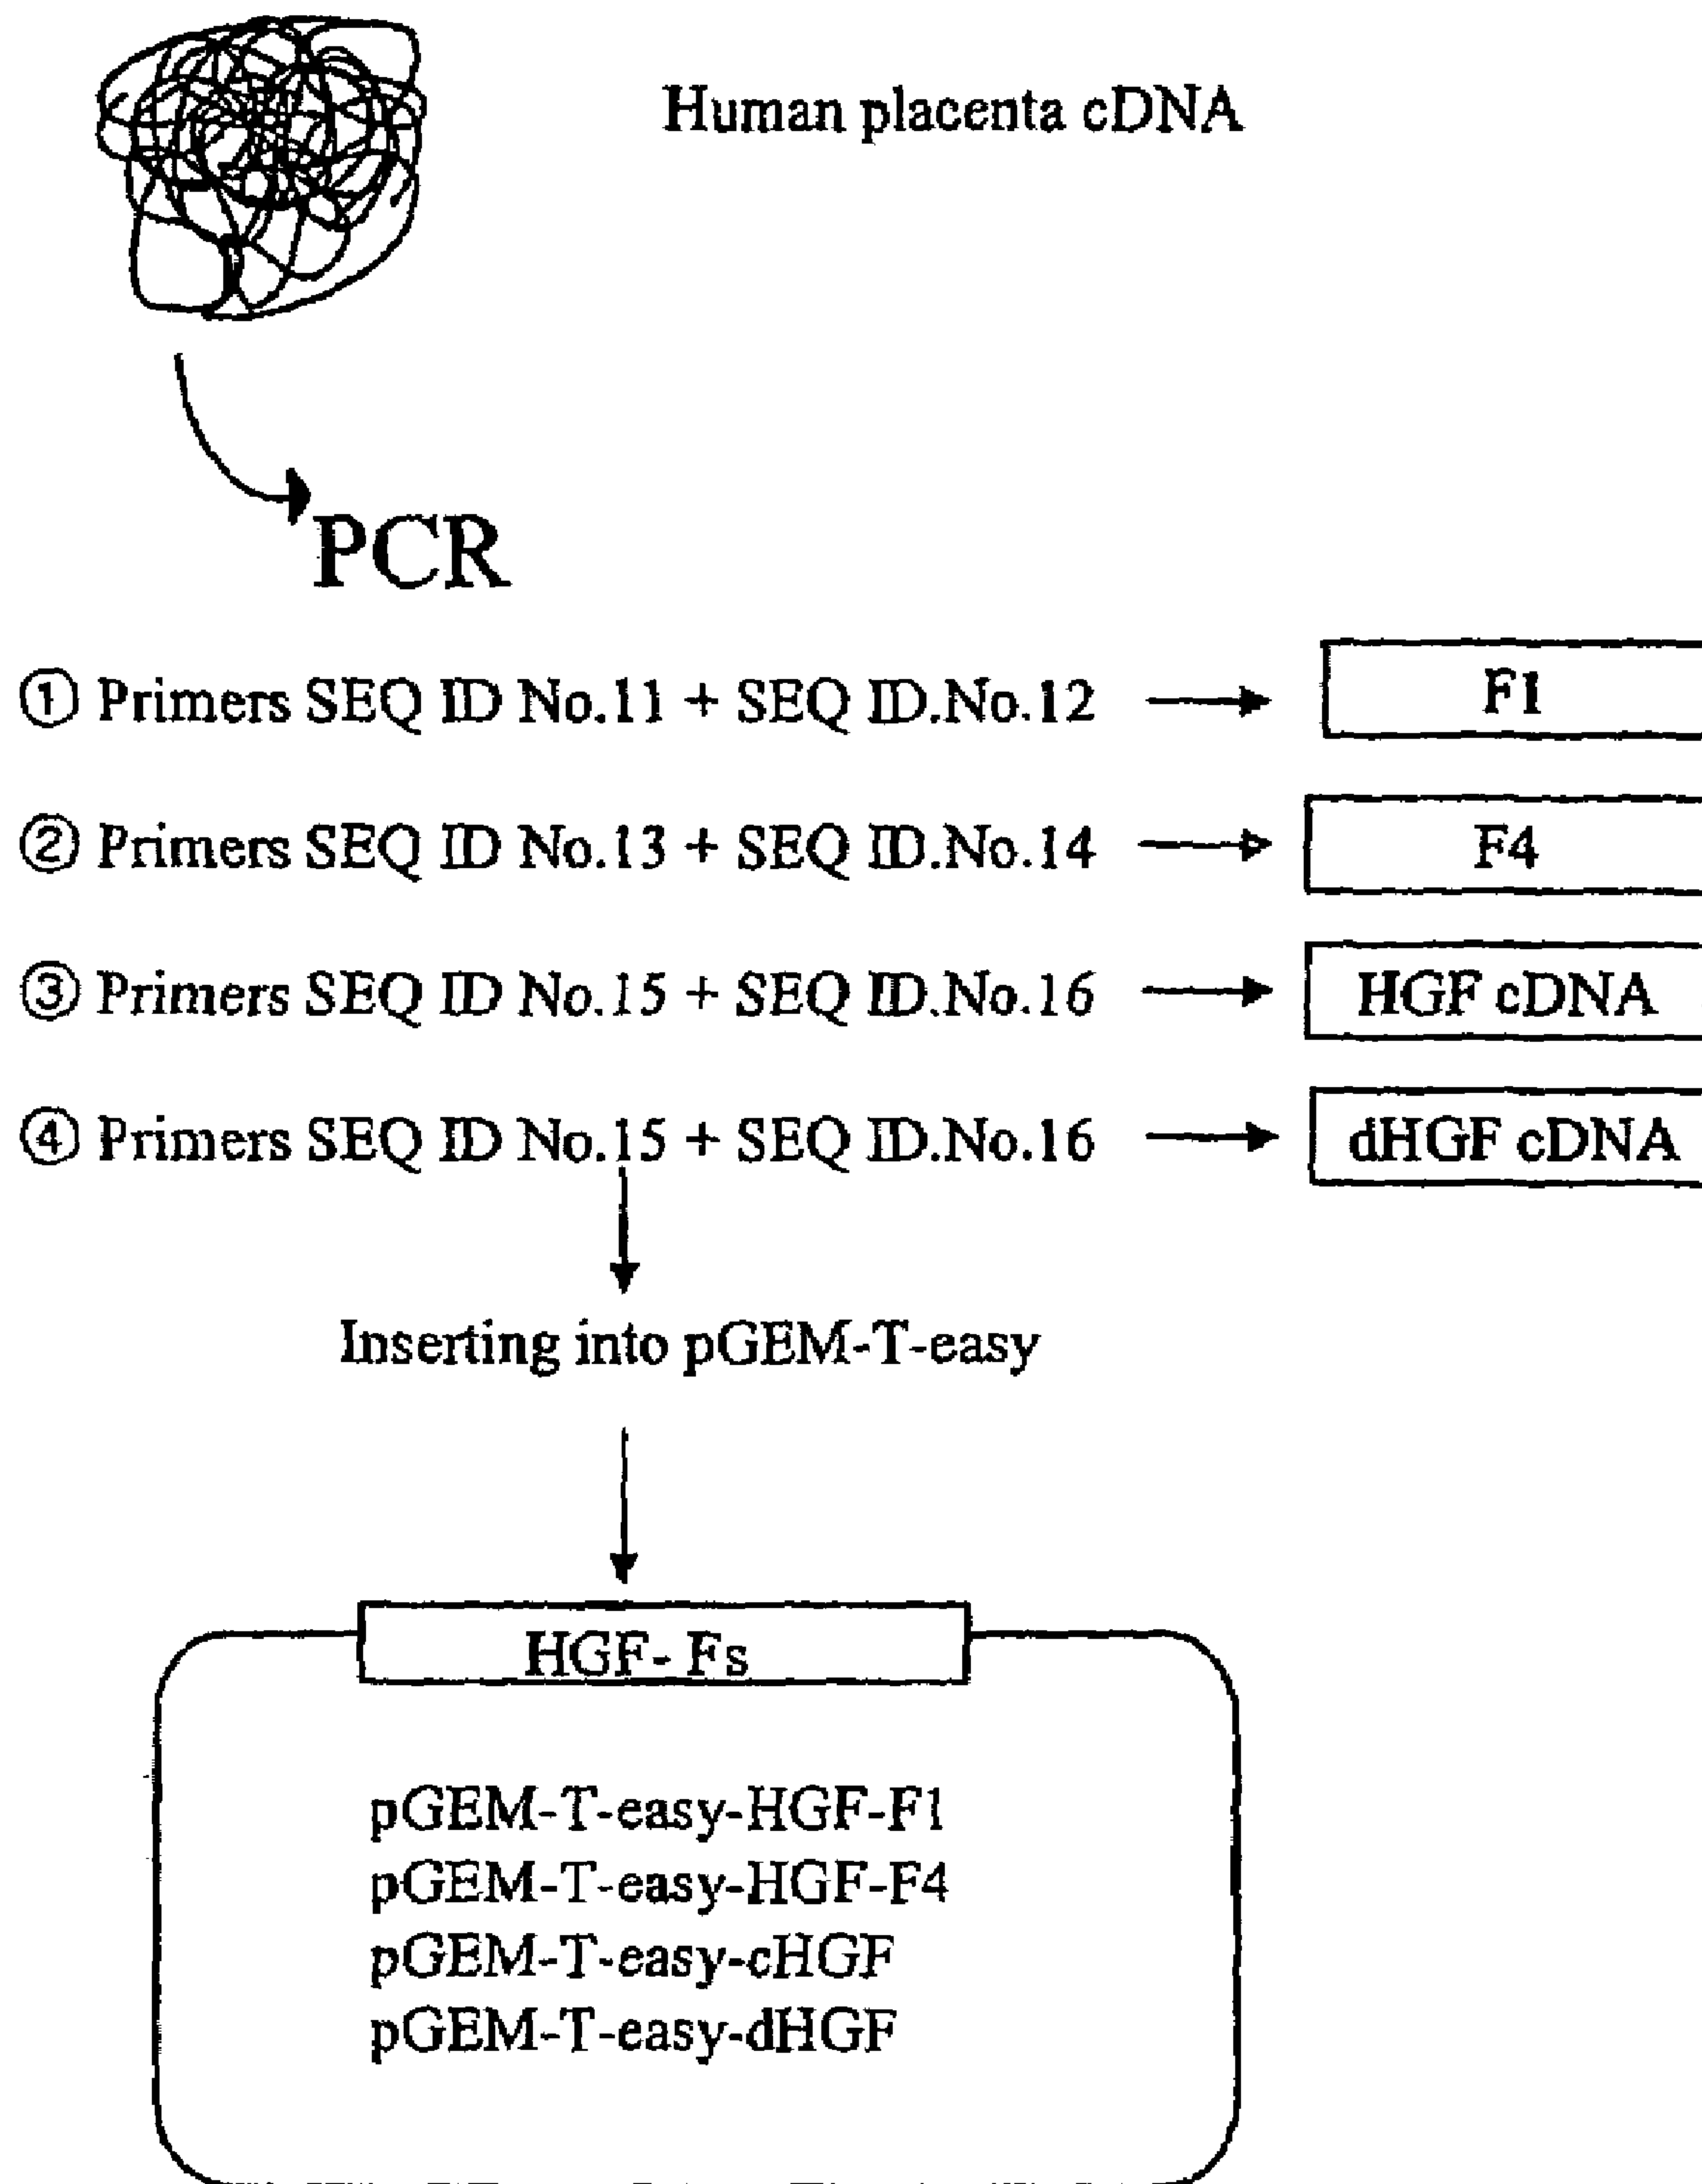 Human placenta cDNA
PCR
① Primers SEQ ID No.11 + SEQ ID.No.12
F1
② Primers SEQ ID No.13 + SEQ ID.No.14
F4
③ Primers SEQ ID No.15 + SEQ ID.No.16
HGF cDNA
④ Primers SEQ ID No.15 + SEQ ID.No.16
dHGF cDNA
Inserting into pGEM-T-easy
HGF- Fs
pGEM-T-easy-HGF-F1
pGEM-T-easy-HGF-F4
pGEM-T-easy-cHGF
pGEM-T-easy-dHGF